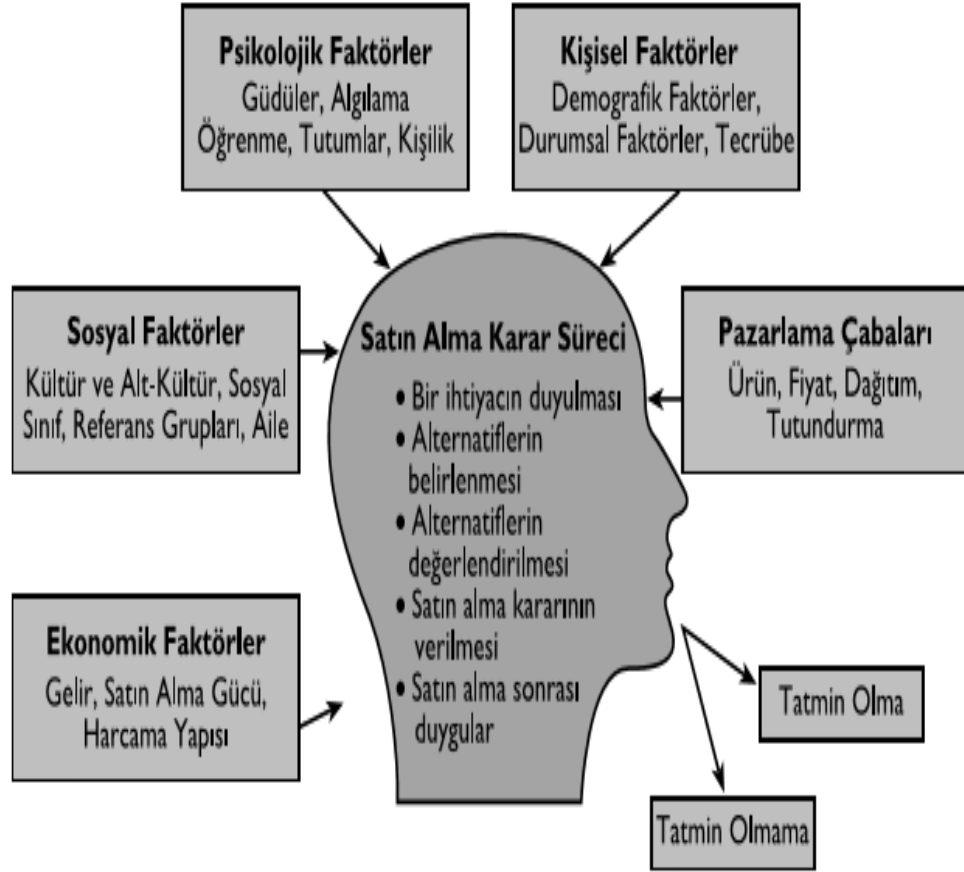 Psikolojik Faktörler
Güdüler, Algılama
Öğrenme, Tutumlar, Kişilik
Kişisel Faktörler
Demografik Faktörler,
Durumsal Faktörler, Tecrübe
Sosyal Faktörler
Kültür ve Alt-Kültür, Sosyal
Sınıf, Referans Grupları, Aile
Satın Alma Karar Süreci
• Bir ihtiyacın duyulması
• Alternatiflerin
belirlenmesi
• Alternatiflerin
değerlendirilmesi
• Satın alma kararının
verilmesi
• Satın alma sonrası
duygular
Pazarlama Çabaları
Ürün, Fiyat, Dağıtım,
Tutundurma
Ekonomik Faktörler
Gelir, Satın Alma Gücü,
Harcama Yapısı
Tatmin Olma
Tatmin Olmama